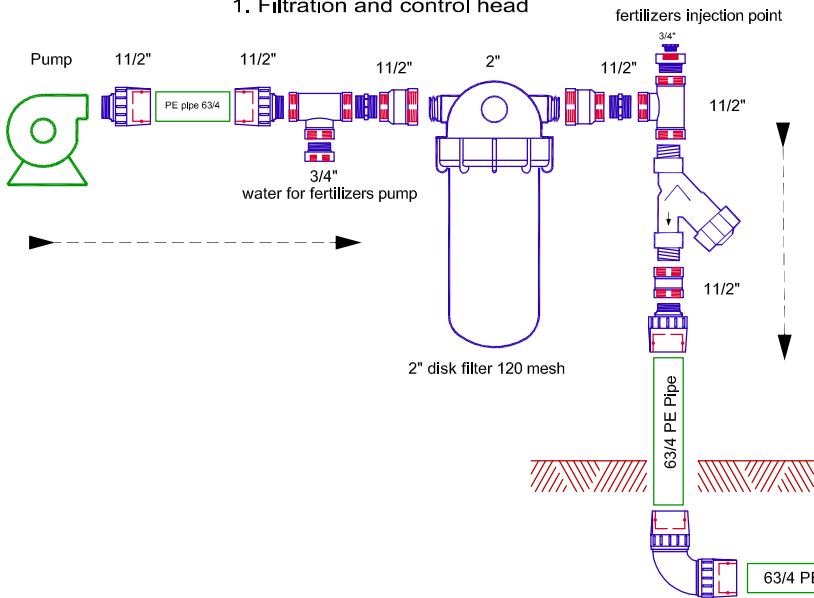 1. Filtration and control head
fertilizers injection point
3/4"
Pump
11/2"
11/2"
11/2"
2"
11/2"
11/2"
PE pipe 63/4
3/4"
water for fertilizers pump
11/2"
2" disk filter 120 mesh
63/4 PE Pipe
63/4 PE